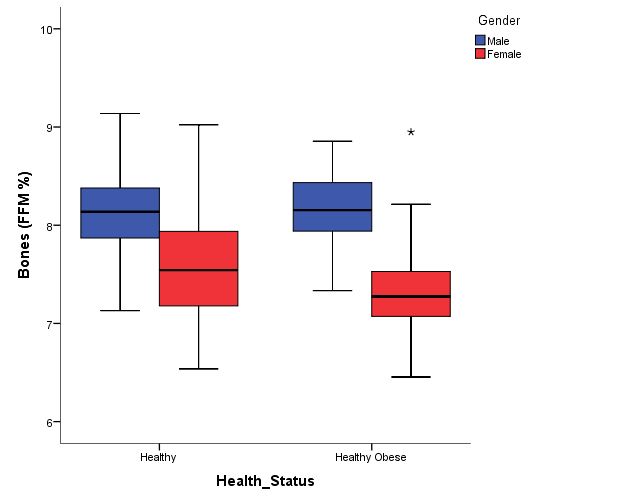 Gender
Male
Female
10
9
8
7
6
Bones (FFM %)
*
Healthy
Healthy Obese
Health_Status